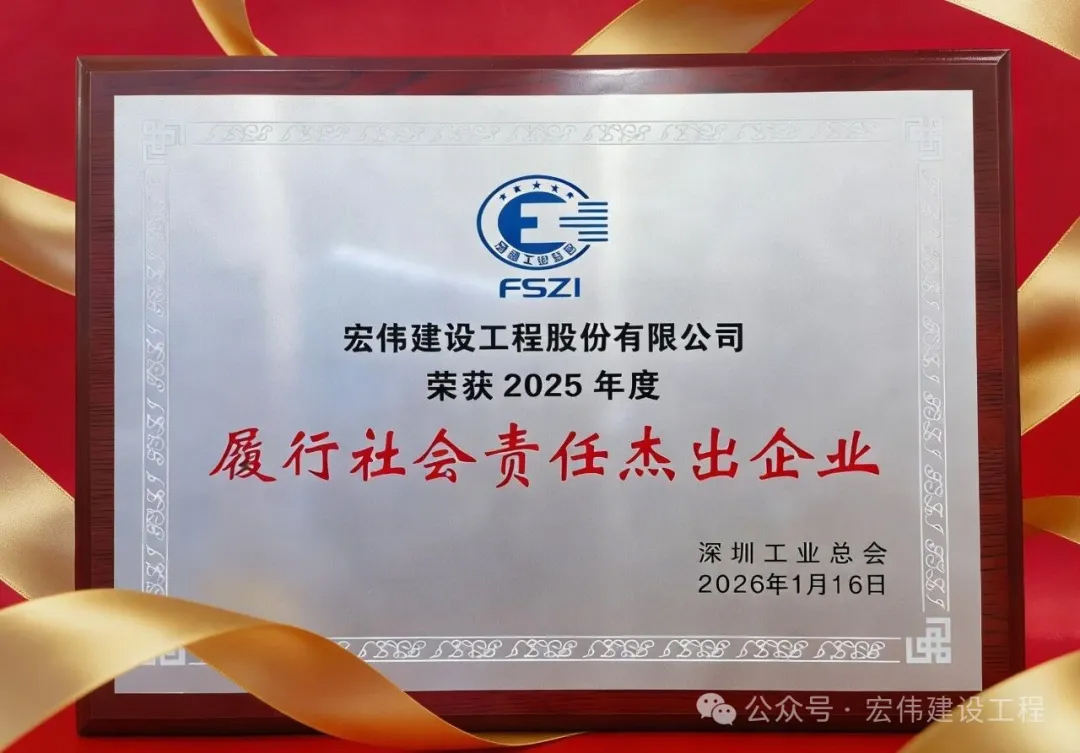 FSZI
宏伟建设工程股份有限公司
荣获 2025 年度
履行社会责任杰出企业
深圳工业总会
2026年1月16日
公众号·宏伟建设工程